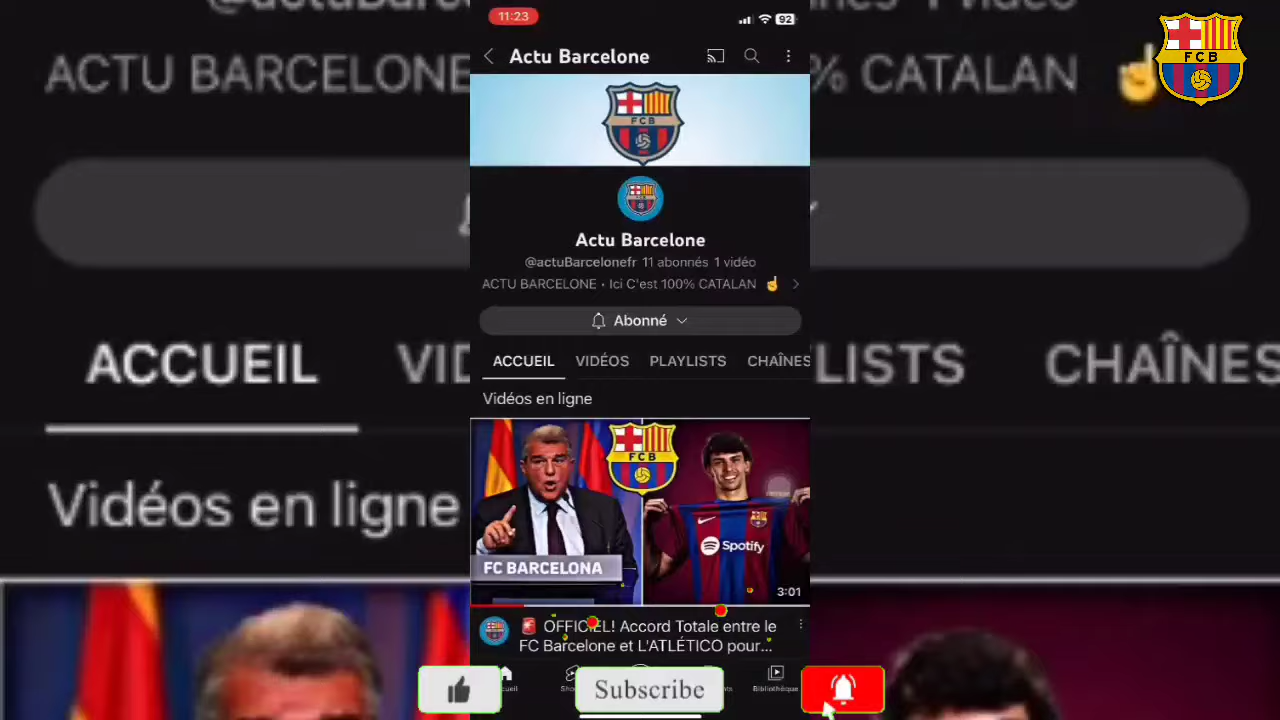 11:23
92
Actu Barcelone
FCB
FCB
Actu Barcelone
@actuBarcelonefr 11 abonnés 1 vidéo
ACTU BARCELONE • Ici C'est 100% CATALAN ☝
Abonné
ACCUEIL VIDÉOS PLAYLISTS CHAÎNES
Vidéos en ligne
FCB
Spotify
FC BARCELONA
3:01
🚨 OFFICIEL! Accord Totale entre le
FC Barcelone et L'ATLÉTICO pour...
Bibliothèque
Subscribe
ACTU BARCELONE
% CATALAN
ACCUEIL
LISTS
CHAÎNES
Vidéos en ligne